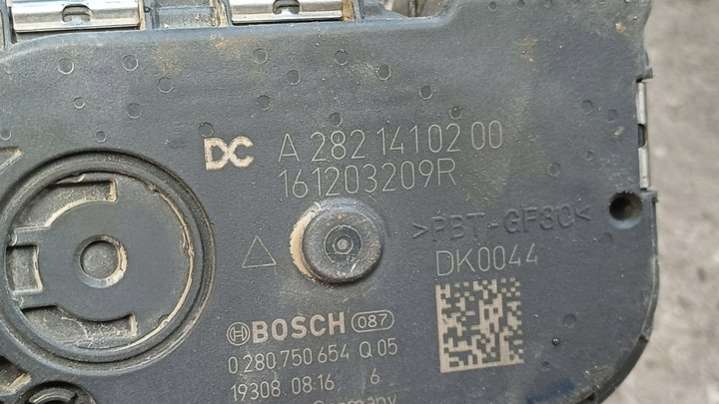 DC A 282 141 02 00
161203209R
>PBT-GF30<
DK0044
BOSCH 087
0 280 750 654 Q 05
19308 08.16 6
Germany